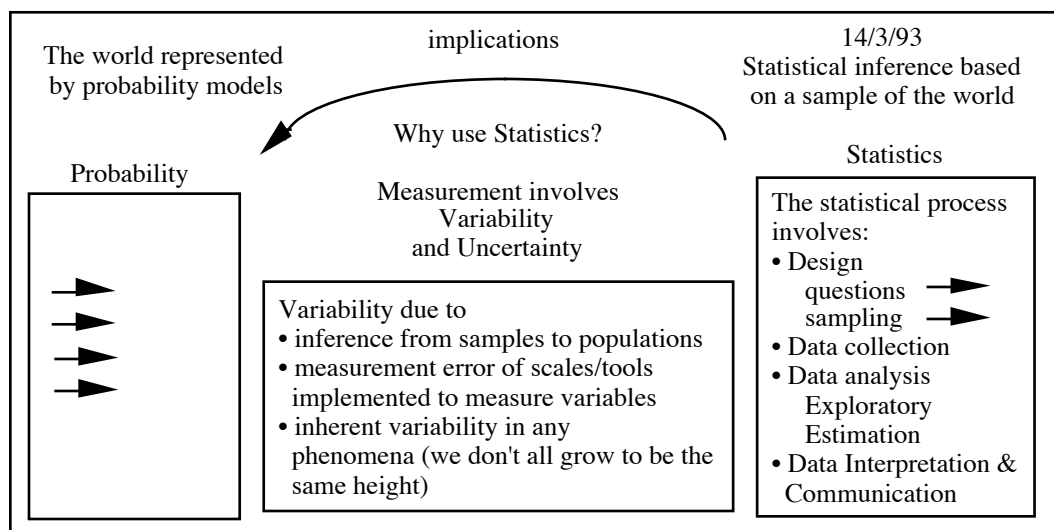 The world represented
by probability models
implications
14/3/93
Statistical inference based
on a sample of the world
Why use Statistics?
Probability
Measurement involves
Variability
and Uncertainty
Variability due to
• inference from samples to populations
• measurement error of scales/tools
implemented to measure variables
• inherent variability in any
phenomena (we don't all grow to be the
same height)
Statistics
The statistical process
involves:
• Design
questions
sampling
• Data collection
• Data analysis
Exploratory
Estimation
• Data Interpretation &
Communication